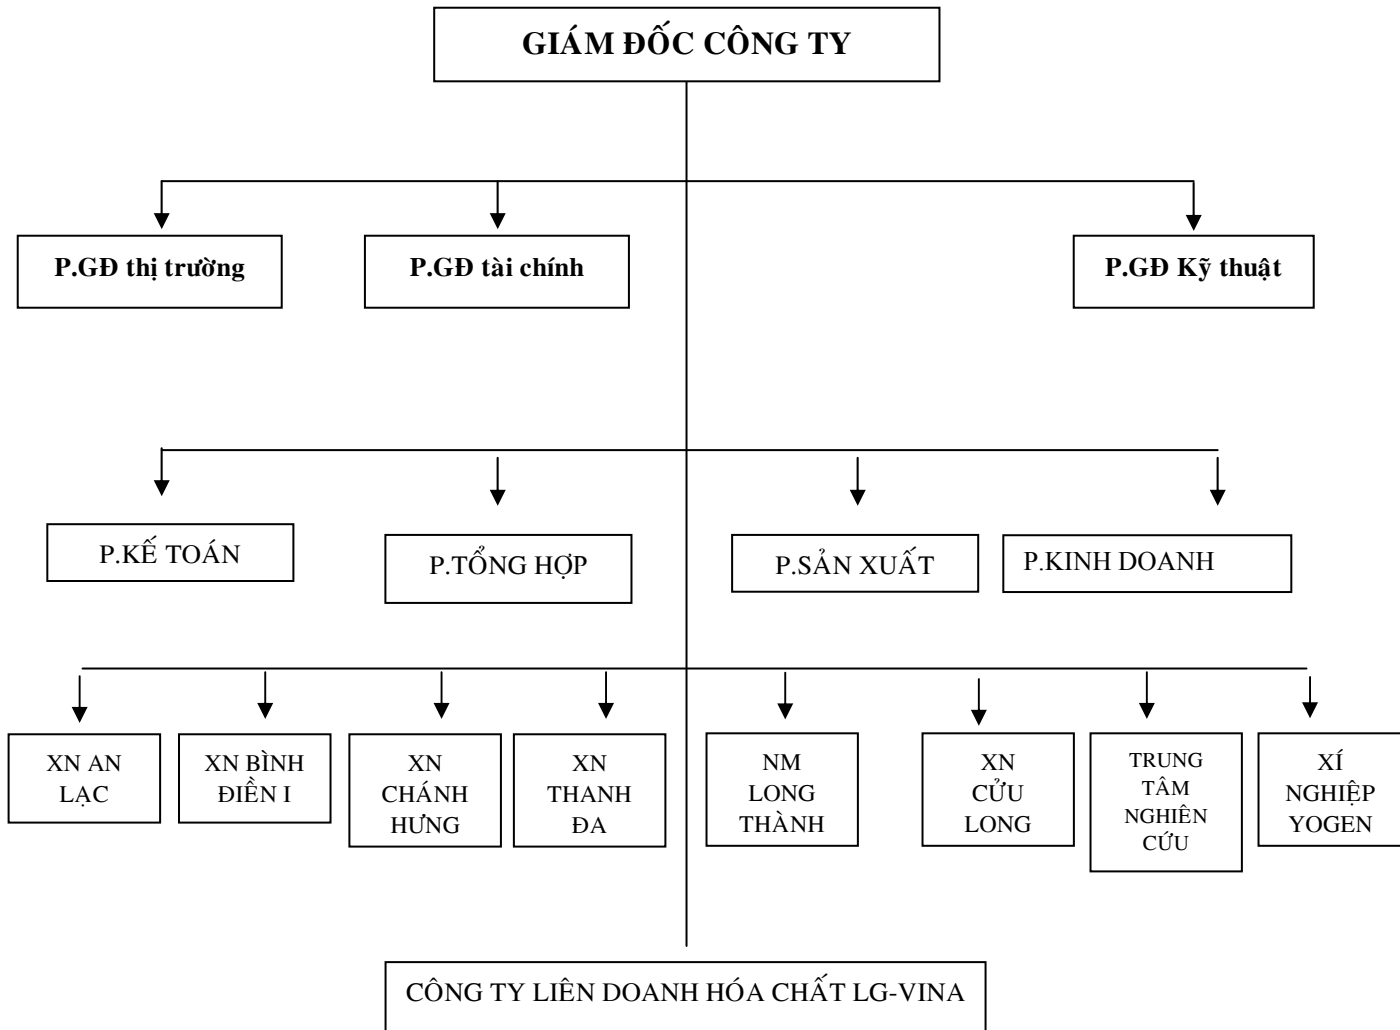 GIÁM ĐỐC CÔNG TY
P.GĐ thị trường
P.GĐ tài chính
P.GĐ Kỹ thuật
P.KẾ TOÁN
P.TỔNG HỢP
P.SẢN XUẤT
P.KINH DOANH
XN AN
LẠC
XN BÌNH
ĐIỀN I
XN
CHÁNH
HƯNG
XN
THANH
ĐA
NM
LONG
THÀNH
XN
CỬU
LONG
TRUNG
TÂM
NGHIÊN
CỨU
XÍ
NGHIỆP
YOGEN
CÔNG TY LIÊN DOANH HÓA CHẤT LG-VINA